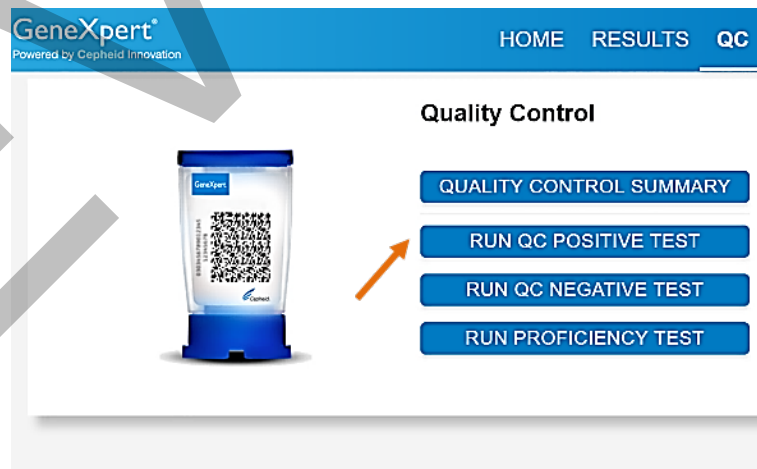 GeneXpert®
Powered by Cepheid Innovation
HOME RESULTS QC
Quality Control
GeneXpert
Cepheid.
QUALITY CONTROL SUMMARY
RUN QC POSITIVE TEST
RUN QC NEGATIVE TEST
RUN PROFICIENCY TEST